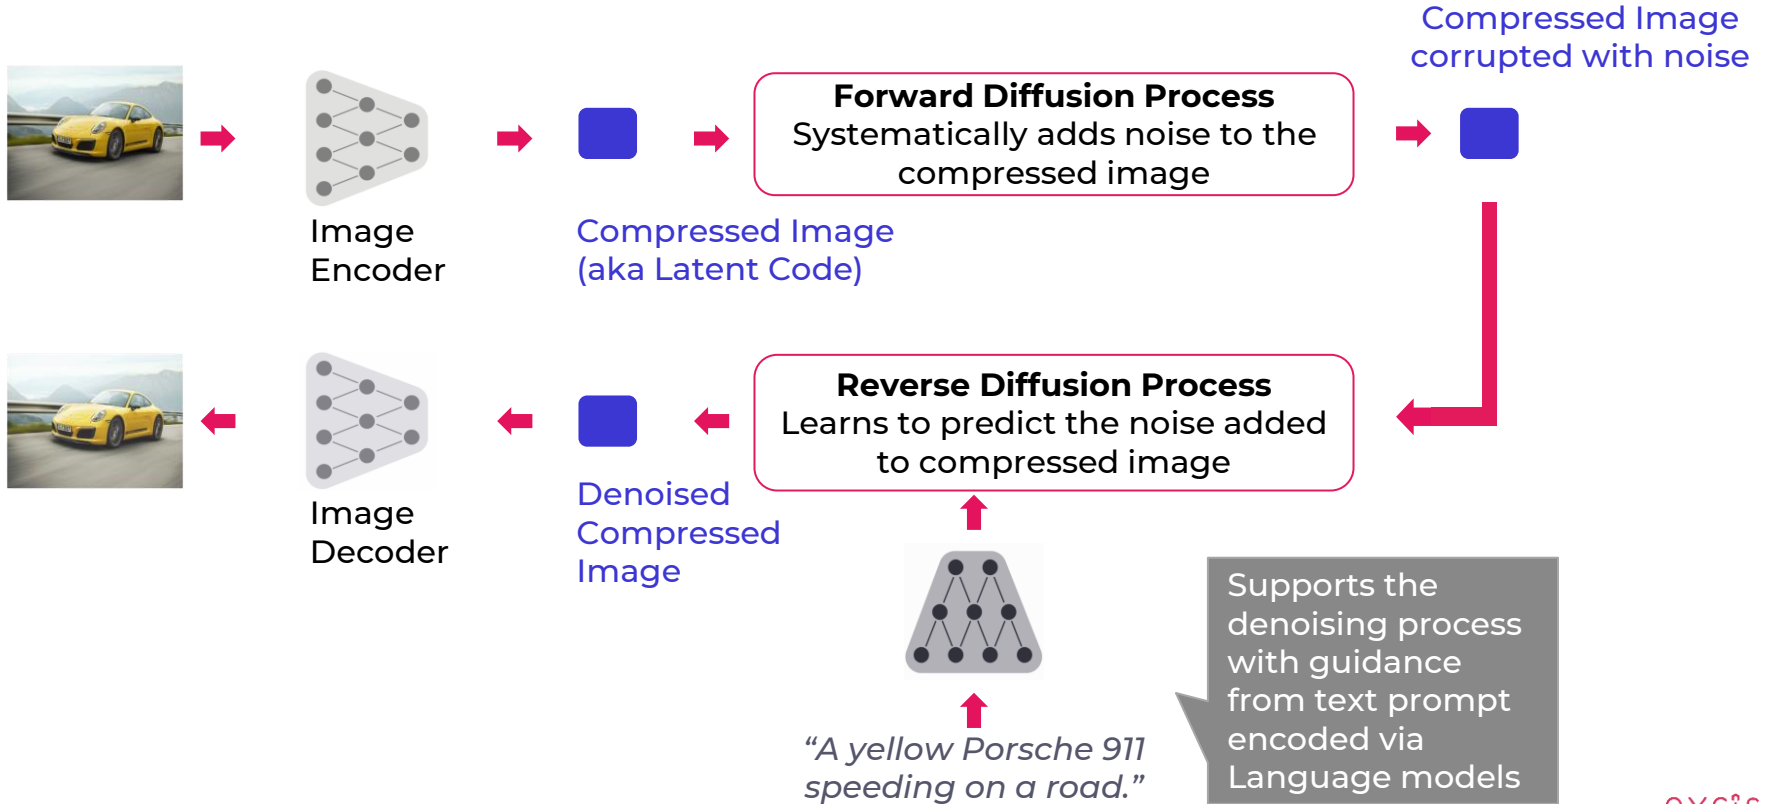 Compressed Image
corrupted with noise
Forward Diffusion Process
Systematically adds noise to the
compressed image
Image
Encoder
Compressed Image
(aka Latent Code)
Reverse Diffusion Process
Learns to predict the noise added
to compressed image
Image
Decoder
Denoised
Compressed
Image
Supports the
denoising process
with guidance
from text prompt
encoded via
Language models
“A yellow Porsche 911
speeding on a road.”